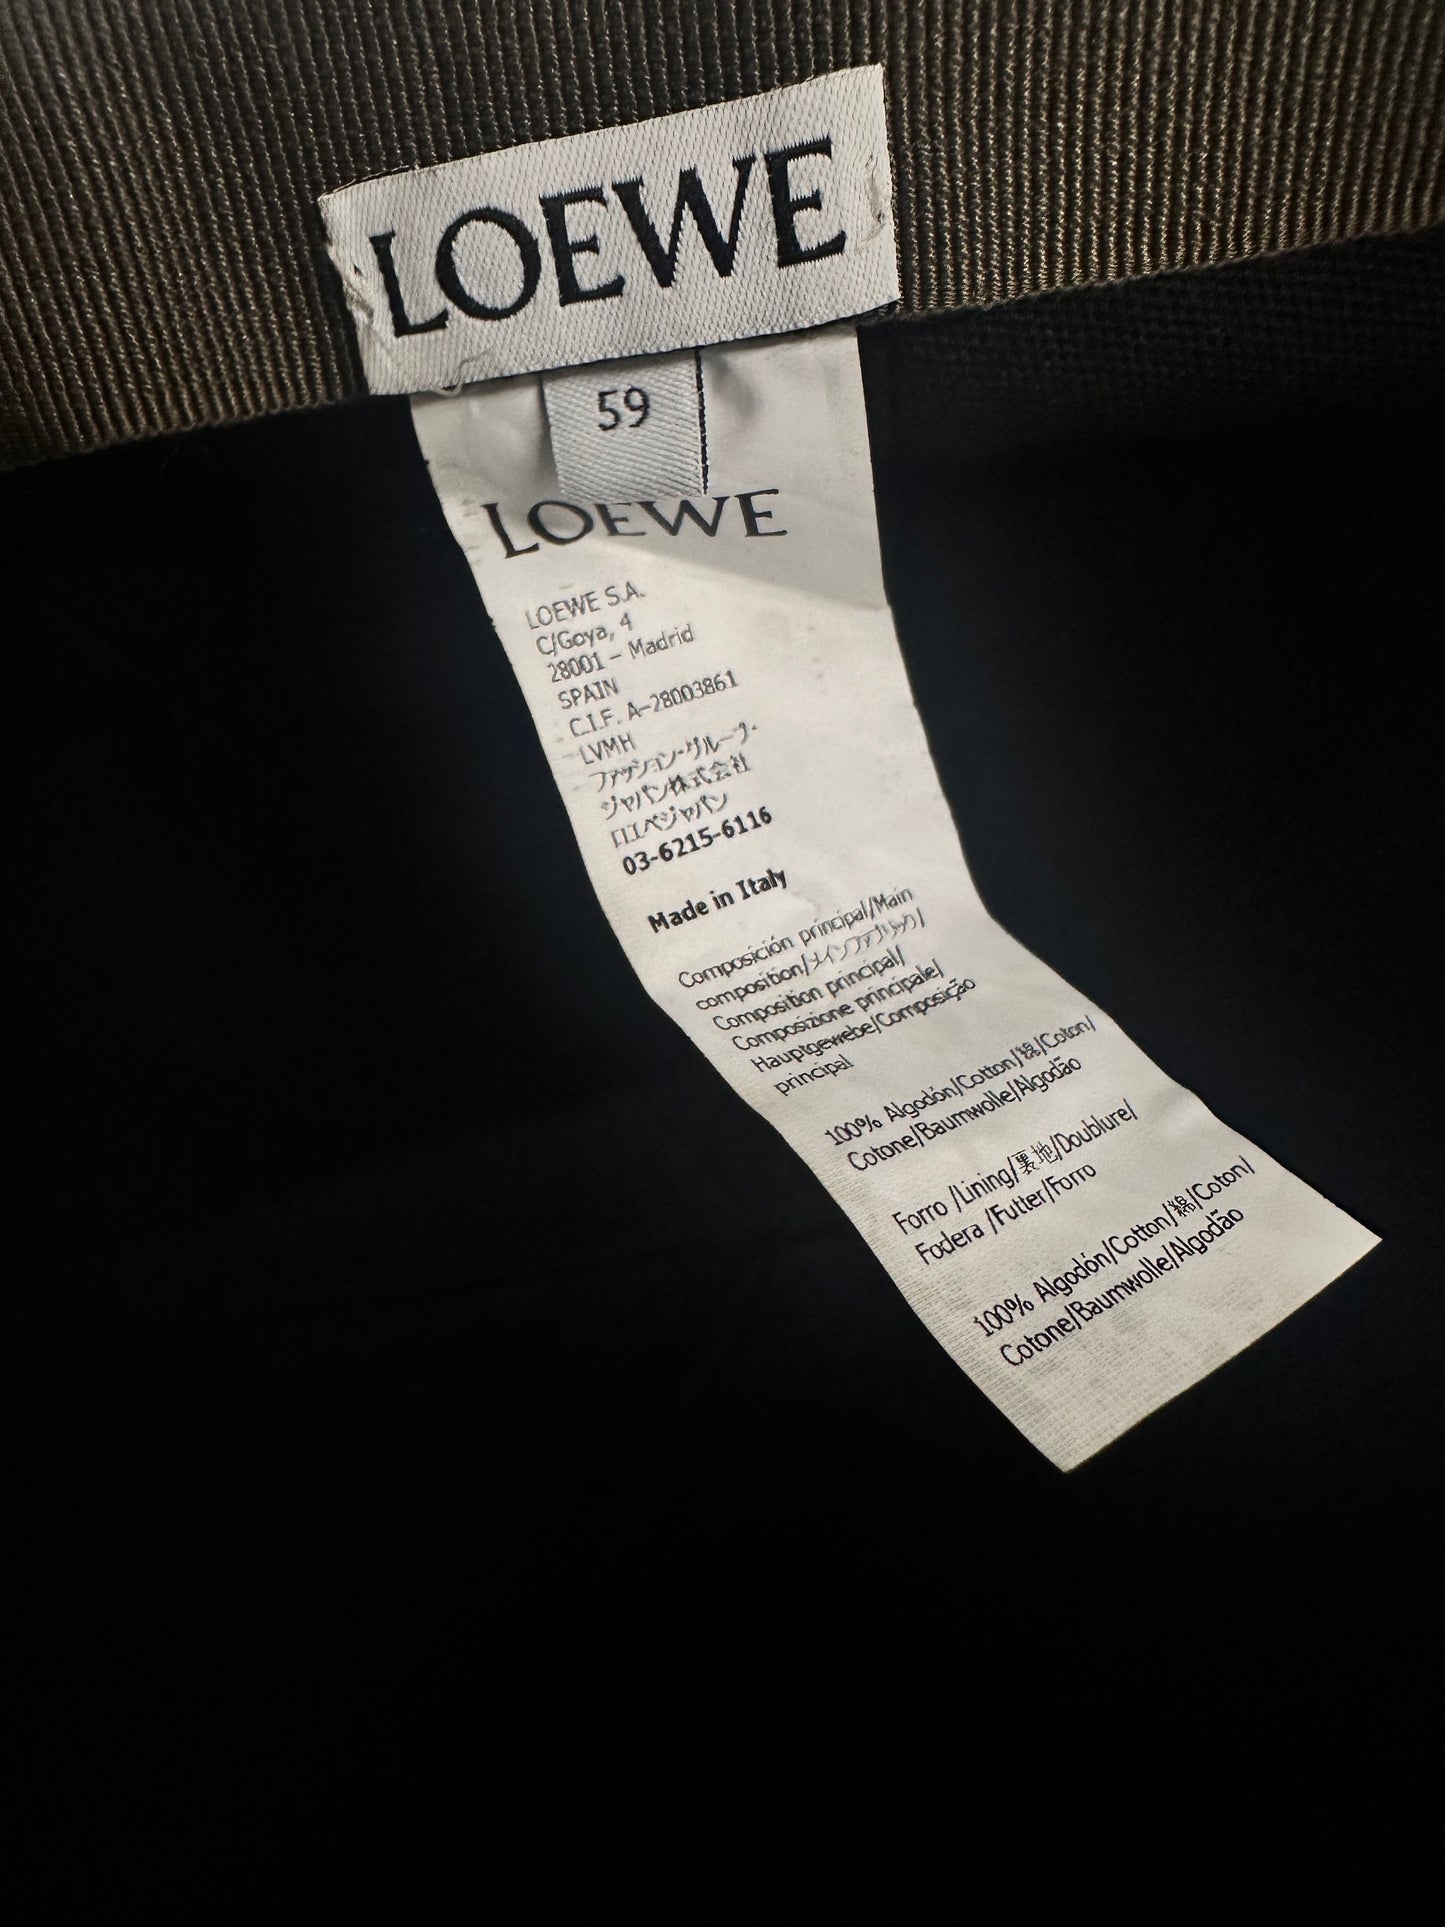 LOEWE
59
LOEWE
LOEWE S.A.
C/Goya, 4
28001 – Madrid
SPAIN
C.I.F. A-28003861
LVMH
ファッション・グループ・
ジャパン株式会社
ロエベジャパン
03-6215-6116
Made in Italy
Composición principal/Main
composition/メインファブリック/
Composition principal/
Composizione principale/
Hauptgewebe/Composição
principal
100% Algodón/Cotton/綿/Coton/
Cotone/Baumwolle/Algodão
Forro /Lining/裏地/Doublure/
Fodera /Futter/Forro
100% Algodón/Cotton/綿/Coton/
Cotone/Baumwolle/Algodão